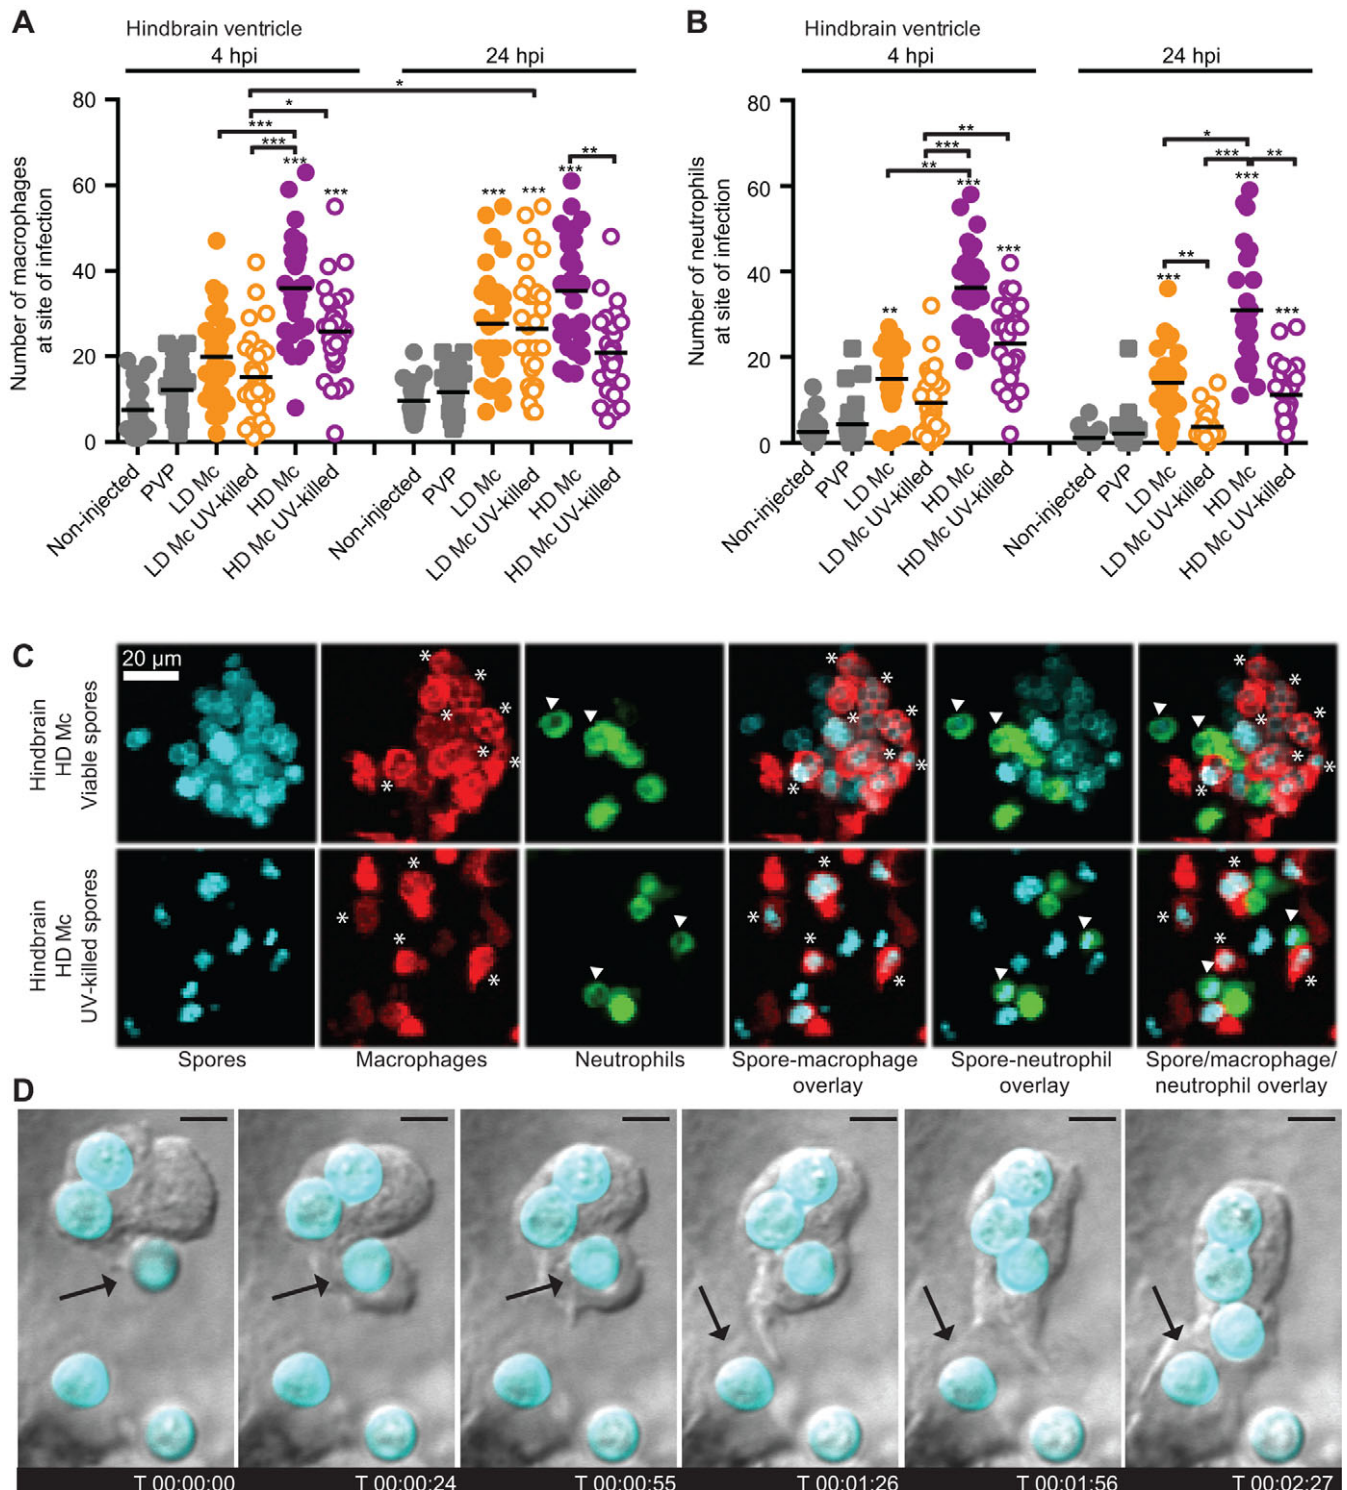 A
Hindbrain ventricle
4 hpi
24 hpi
Number of macrophages
at site of infection
80
60
40
20
0
*
*
***
***
***
***
***
***
***
**
Non-injected
PVP
LD Mc
LD Mc UV-killed
HD Mc
HD Mc UV-killed
Non-injected
PVP
LD Mc
LD Mc UV-killed
HD Mc
HD Mc UV-killed
B
Hindbrain ventricle
4 hpi
24 hpi
Number of neutrophils
at site of infection
80
60
40
20
0
**
***
**
***
***
**
*
***
**
***
**
***
***
Non-injected
PVP
LD Mc
LD Mc UV-killed
HD Mc
HD Mc UV-killed
Non-injected
PVP
LD Mc
LD Mc UV-killed
HD Mc
HD Mc UV-killed
C
20 µm
Hindbrain
HD Mc
Viable spores
Hindbrain
HD Mc
UV-killed spores
Spores
Macrophages
Neutrophils
Spore-macrophage
overlay
Spore-neutrophil
overlay
Spore/macrophage/
neutrophil overlay
D
T 00:00:00
T 00:00:24
T 00:00:55
T 00:01:26
T 00:01:56
T 00:02:27